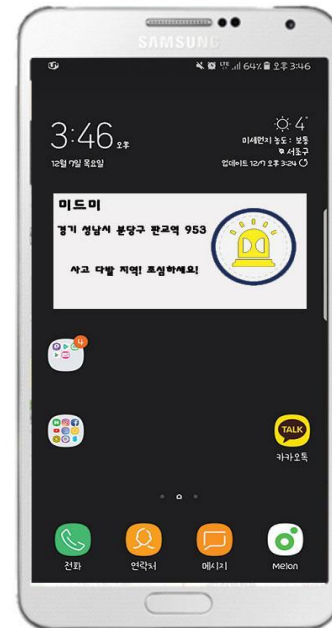 SAMSUNG
64% 오후 3:46
3:46 오후
12월 7일 목요일
4°
미세먼지 농도 : 보통
서초구
업데이트 12/7 오후 3:24
미드미
경기 성남시 분당구 판교역 953
사고 다발 지역! 조심하세요!
4
TALK
카카오톡
전화
연락처
메시지
Melon